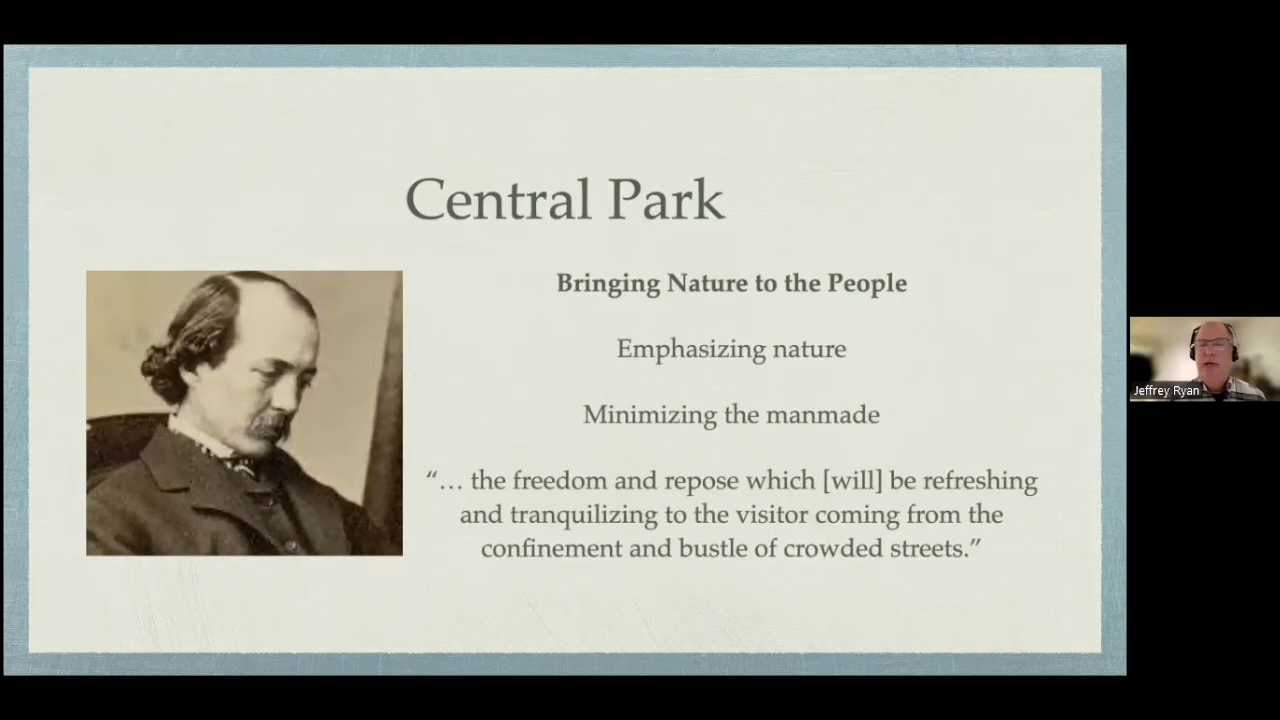 Central Park
Bringing Nature to the People
Emphasizing nature
Minimizing the manmade
“… the freedom and repose which [will] be refreshing
and tranquilizing to the visitor coming from the
confinement and bustle of crowded streets.”
Jeffrey Ryan